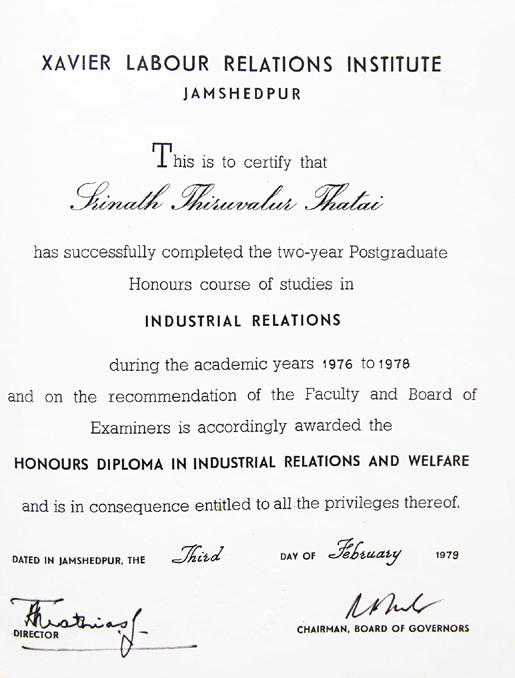 XAVIER LABOUR RELATIONS INSTITUTE
JAMSHEDPUR
This is to certify that
Srinath Thiruvalur Thatai
has successfully completed the two-year Postgraduate
Honours course of studies in
INDUSTRIAL RELATIONS
during the academic years 1976 to 1978
and on the recommendation of the Faculty and Board of
Examiners is accordingly awarded the
HONOURS DIPLOMA IN INDUSTRIAL RELATIONS AND WELFARE
and is in consequence entitled to all the privileges thereof.
DATED IN JAMSHEDPUR, THE Third DAY OF February 1979
DIRECTOR
CHAIRMAN, BOARD OF GOVERNORS